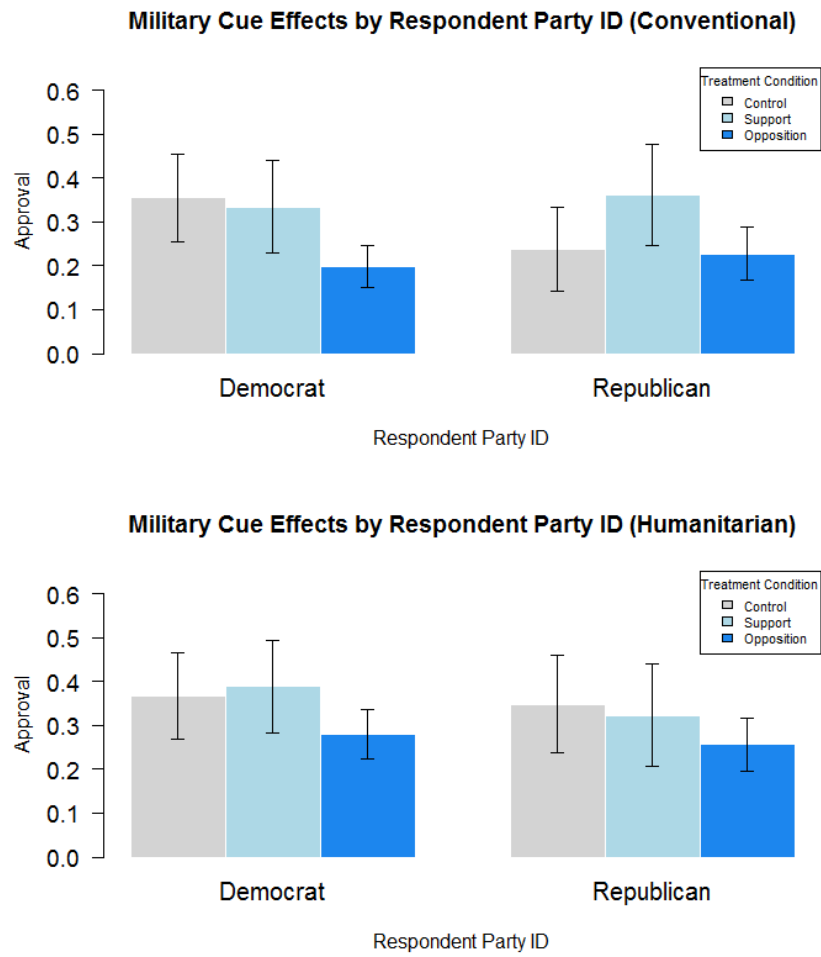 Military Cue Effects by Respondent Party ID (Conventional)
Treatment Condition
Control
Support
Opposition
Approval
0.6
0.5
0.4
0.3
0.2
0.1
0.0
Democrat
Republican
Respondent Party ID
Military Cue Effects by Respondent Party ID (Humanitarian)
Treatment Condition
Control
Support
Opposition
Approval
0.6
0.5
0.4
0.3
0.2
0.1
0.0
Democrat
Republican
Respondent Party ID